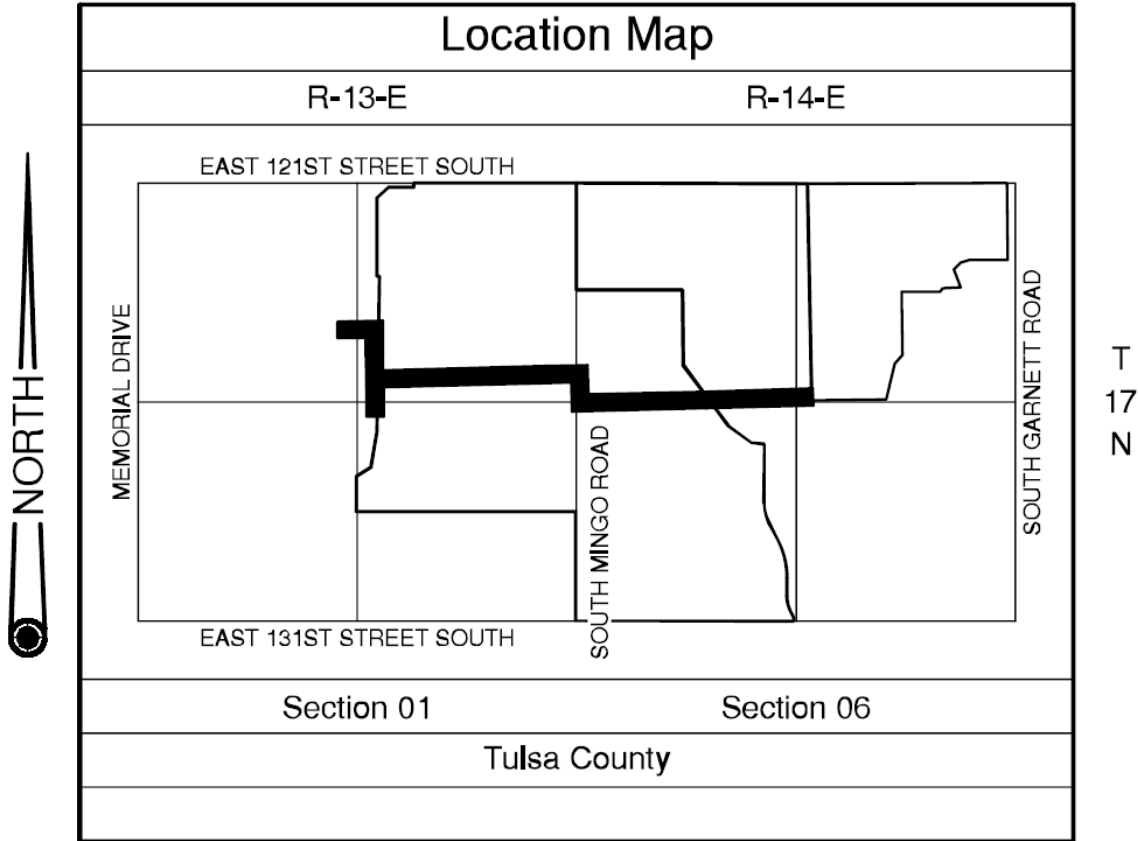 Location Map
R-13-E
R-14-E
EAST 121ST STREET SOUTH
NORTH
MEMORIAL DRIVE
SOUTH MINGO ROAD
SOUTH GARNETT ROAD
T
17
N
EAST 131ST STREET SOUTH
Section 01
Section 06
Tulsa County